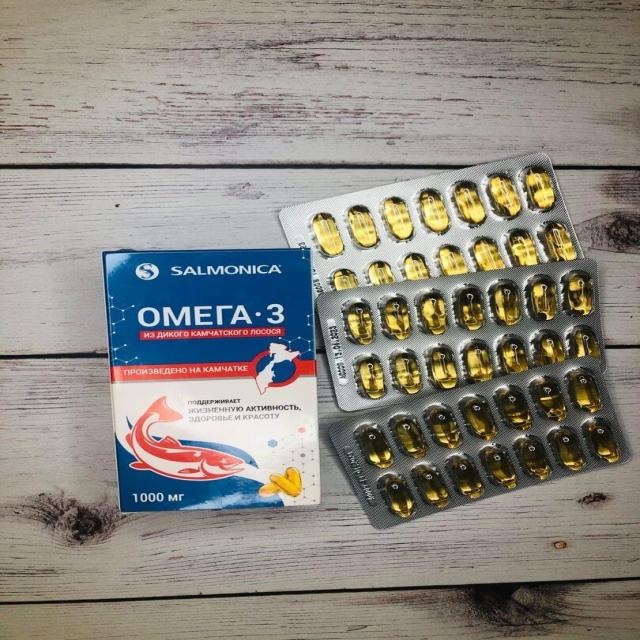 SALMONICA
ОМЕГА·3
ИЗ ДИКОГО КАМЧАТСКОГО ЛОСОСЯ
ПРОИЗВЕДЕНО НА КАМЧАТКЕ
ПОДДЕРЖИВАЕТ
ЖИЗНЕННУЮ АКТИВНОСТЬ,
ЗДОРОВЬЕ И КРАСОТУ
1000 мг